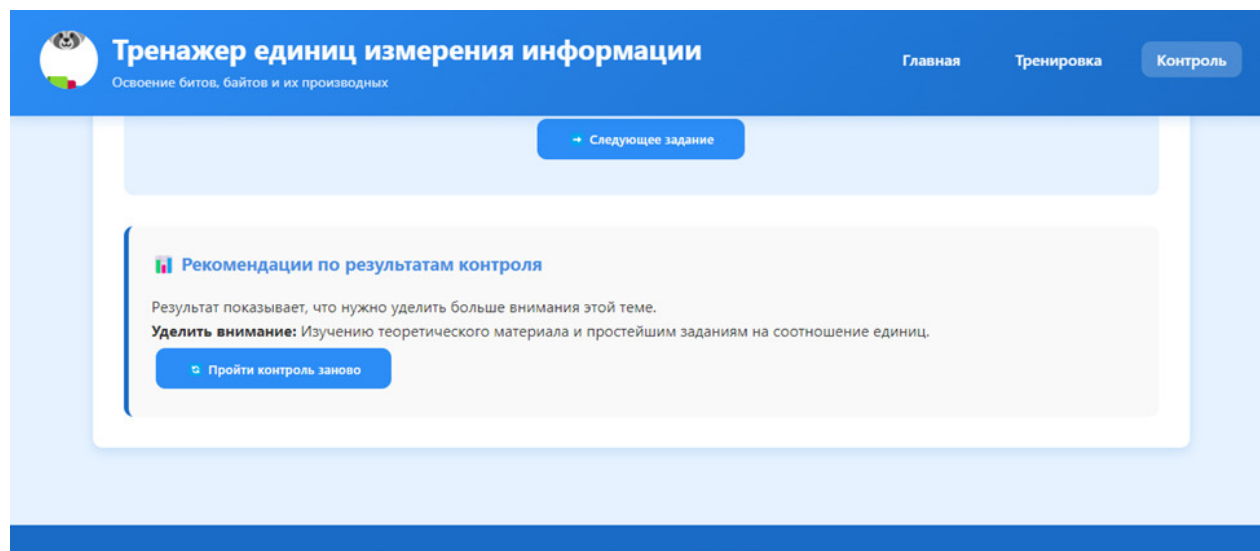 Тренажер единиц измерения информации
Освоение битов, байтов и их производных
Главная
Тренировка
Контроль
Следующее задание
Рекомендации по результатам контроля
Результат показывает, что нужно уделить больше внимания этой теме.
Уделить внимание: Изучению теоретического материала и простейшим заданиям на соотношение единиц.
Пройти контроль заново